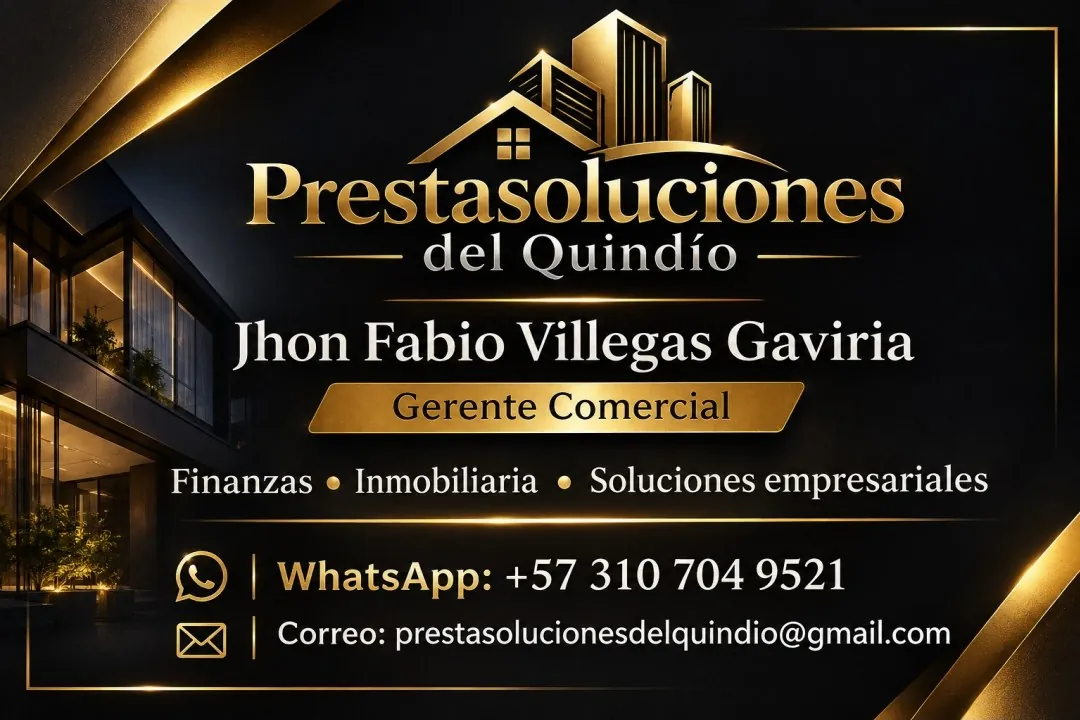 Prestasoluciones
del Quindío
Jhon Fabio Villegas Gaviria
Gerente Comercial
Finanzas • Inmobiliaria • Soluciones empresariales
WhatsApp: +57 310 704 9521
Correo: prestasolucionesdelquindio@gmail.com